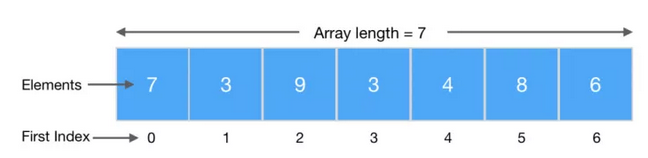 Array length = 7
Elements 7 3 9 3 4 8 6
First Index 0 1 2 3 4 5 6